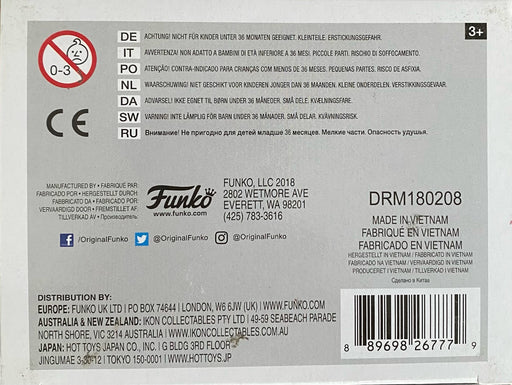 3+
0-3
DE ACHTUNG! NICHT FÜR KINDER UNTER 36 MONATEN GEEIGNET. KLEINTEILE. ERSTICKUNGSGEFAHR.
IT AVVERTENZA! NON ADATTO A BAMBINI DI ETÀ INFERIORE A 36 MESI. PICCOLE PARTI. RISCHIO DI SOFFOCAMENTO.
PO ATENÇÃO! CONTRA-INDICADO PARA CRIANÇAS COM MENOS DE 36 MESES. PEQUENAS PARTES. RISCO DE ASFIXIA.
NL WAARSCHUWING! NIET GESCHIKT VOOR KINDEREN JONGER DAN 36 MAANDEN. KLEINE ONDERDELEN. VERSTIKKINGSGEVAAR.
DA ADVARSEL! IKKE EGNET TIL BØRN UNDER 36 MÅNEDER. SMÅ DELE. KVÆLNINGSFARE.
SW VARNING! INTE LÄMPLIG FÖR BARN UNDER 36 MÅNADER. SMÅ DELAR. KVÄVNINGSRISK.
RU Внимание! Не пригодно для детей младше 36 месяцев. Мелкие части. Опасность удушья.
CE
MANUFACTURED BY • FABRIQUÉ PAR:
FABRICADO POR • HERGESTELLT DURCH:
FABBRICATO DA • FABRICADO POR:
VERVAARDIGD DOOR • FREMSTILLET AF:
TILLVERKAD AV • Производитель:
Funko
www.funko.com
FUNKO, LLC 2018
2802 WETMORE AVE
EVERETT, WA 98201
(425) 783-3616
/OriginalFunko @OriginalFunko @OriginalFunko
DRM180208
MADE IN VIETNAM
FABRIQUÉ EN VIETNAM
FABRICADO EN VIETNAM
HERGESTELLT IN VIETNAM / FABRICADO EM VIETNAM
FABBRICATO NA VIETNAM / VERVAARDIGD IN VIETNAM
PRODUCERET I VIETNAM / TILLVERKAD I VIETNAM
Сделано в Китае
DISTRIBUTION BY:
EUROPE: FUNKO UK LTD | PO BOX 74644 | LONDON, W6 6JW (UK) | WWW.FUNKO.COM
AUSTRALIA & NEW ZEALAND: IKON COLLECTABLES PTY LTD | 49-59 SEABEACH PARADE
NORTH SHORE, VIC 3214 AUSTRALIA | WWW.IKONCOLLECTABLES.COM.AU
JAPAN: HOT TOYS JAPAN CO., INC. | G BLDG 3RD FLOOR
JINGUMAE 3-30-12 | TOKYO 150-0001 | WWW.HOTTOYS.JP
8 89698 26777 9